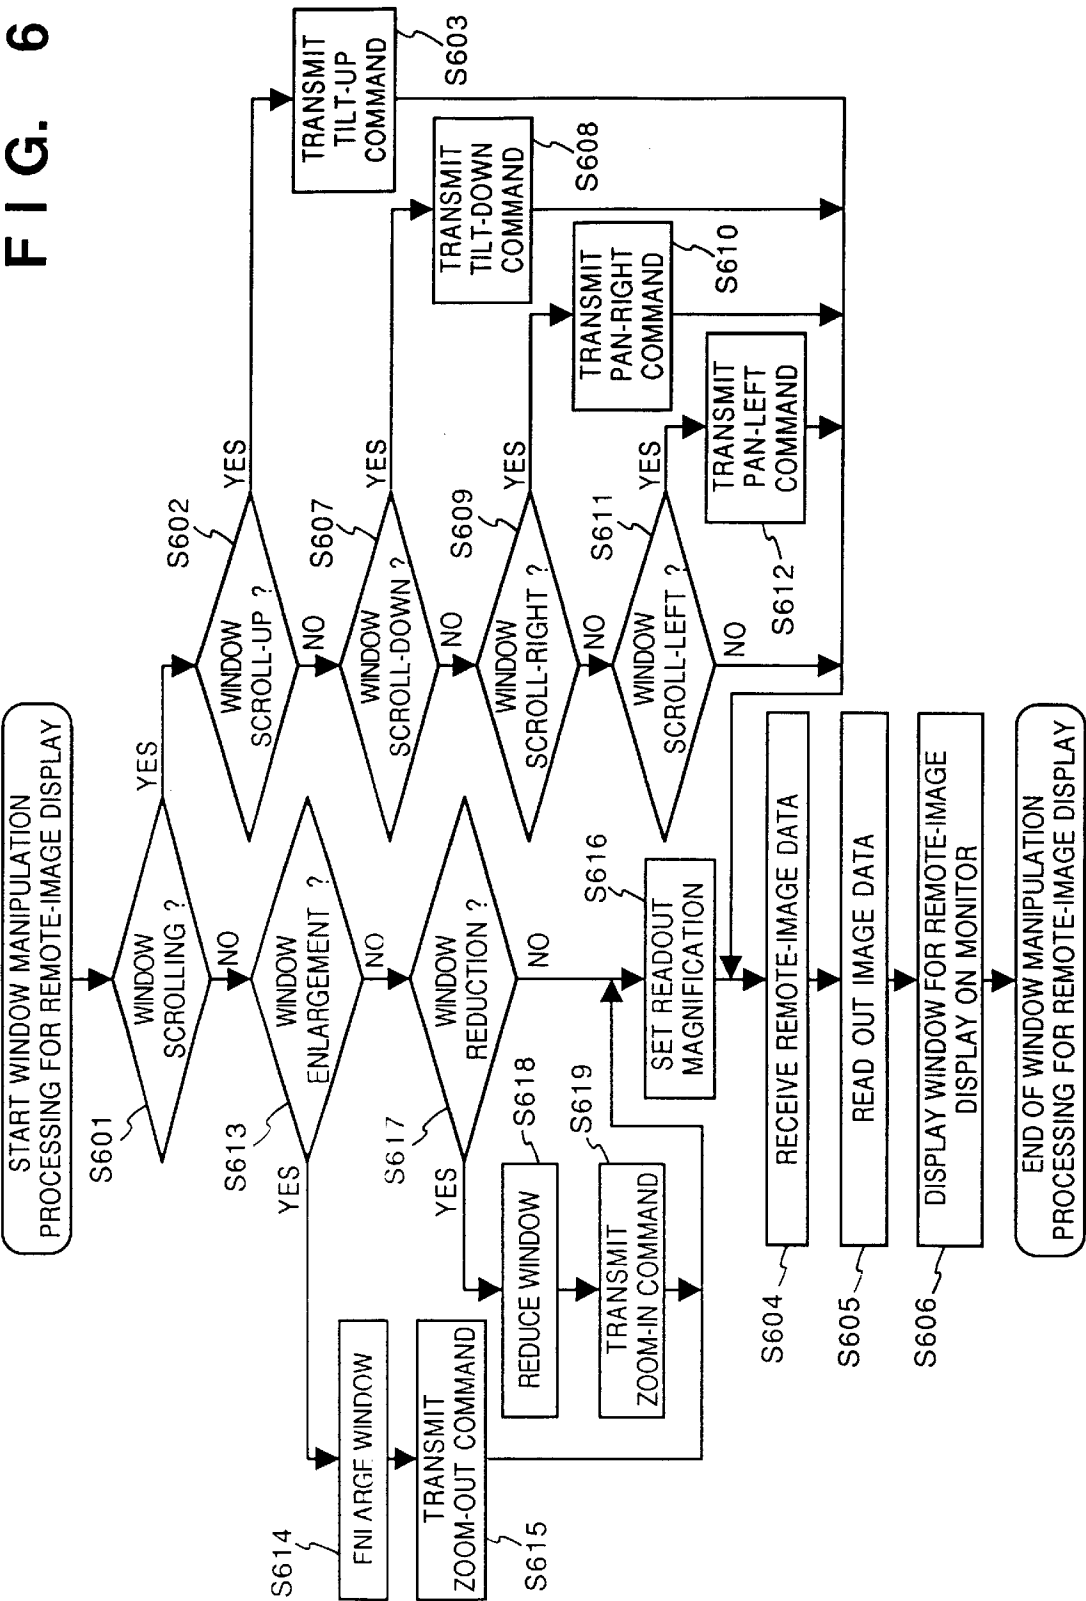 FIG. 6
START WINDOW MANIPULATION
PROCESSING FOR REMOTE-IMAGE DISPLAY
S601
WINDOW
SCROLLING ?
YES
NO
S602
WINDOW
SCROLL-UP ?
YES
NO
TRANSMIT
TILT-UP
COMMAND
S603
S607
WINDOW
SCROLL-DOWN ?
YES
NO
TRANSMIT
TILT-DOWN
COMMAND
S608
S609
WINDOW
SCROLL-RIGHT ?
YES
NO
TRANSMIT
PAN-RIGHT
COMMAND
S610
S611
WINDOW
SCROLL-LEFT ?
YES
NO
TRANSMIT
PAN-LEFT
COMMAND
S612
S613
WINDOW
ENLARGEMENT ?
YES
NO
S614
ENLARGE WINDOW
TRANSMIT
ZOOM-OUT COMMAND
S615
S617
WINDOW
REDUCTION ?
YES
NO
REDUCE WINDOW
S618
TRANSMIT
ZOOM-IN COMMAND
S619
S616
SET READOUT
MAGNIFICATION
S604
RECEIVE REMOTE-IMAGE DATA
S605
READ OUT IMAGE DATA
S606
DISPLAY WINDOW FOR REMOTE-IMAGE
DISPLAY ON MONITOR
END OF WINDOW MANIPULATION
PROCESSING FOR REMOTE-IMAGE DISPLAY